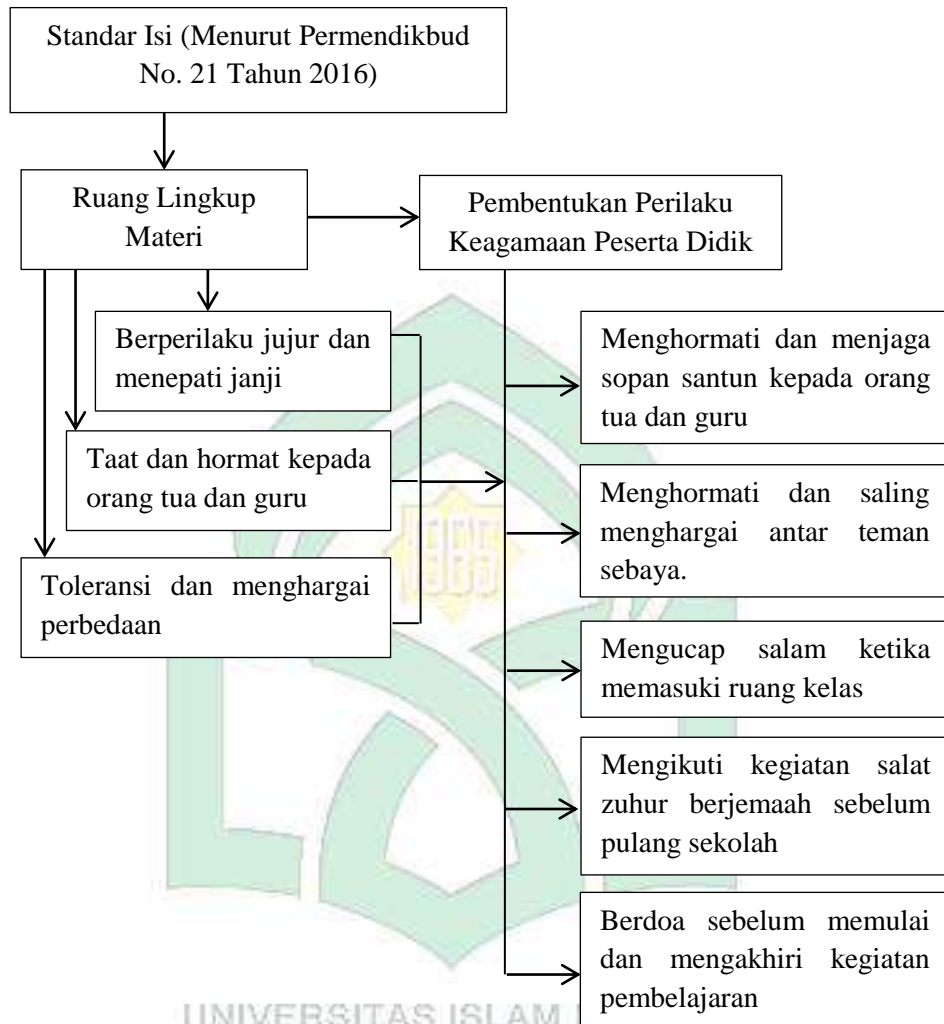 Standar Isi (Menurut Permendikbud
No. 21 Tahun 2016)
Ruang Lingkup
Materi
Pembentukan Perilaku
Keagamaan Peserta Didik
Berperilaku jujur dan
menepati janji
Taat dan hormat kepada
orang tua dan guru
Toleransi dan menghargai
perbedaan
Menghormati dan menjaga
sopan santun kepada orang
tua dan guru
Menghormati dan saling
menghargai antar teman
sebaya.
Mengucap salam ketika
memasuki ruang kelas
Mengikuti kegiatan salat
zuhur berjemaah sebelum
pulang sekolah
Berdoa sebelum memulai
dan mengakhiri kegiatan
pembelajaran
1965
UNIVERSITAS ISLAM